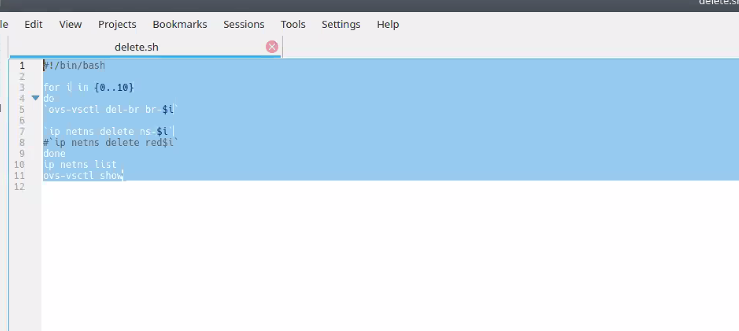 delete.sh
le Edit View Projects Bookmarks Sessions Tools Settings Help
delete.sh
1 #!/bin/bash
2
3 for i in {0..10}
4 do
5 `ovs-vsctl del-br br-$i`
6
7 `ip netns delete ns-$i`
8 #`ip netns delete red$i`
9 done
10 ip netns list
11 ovs-vsctl show
12